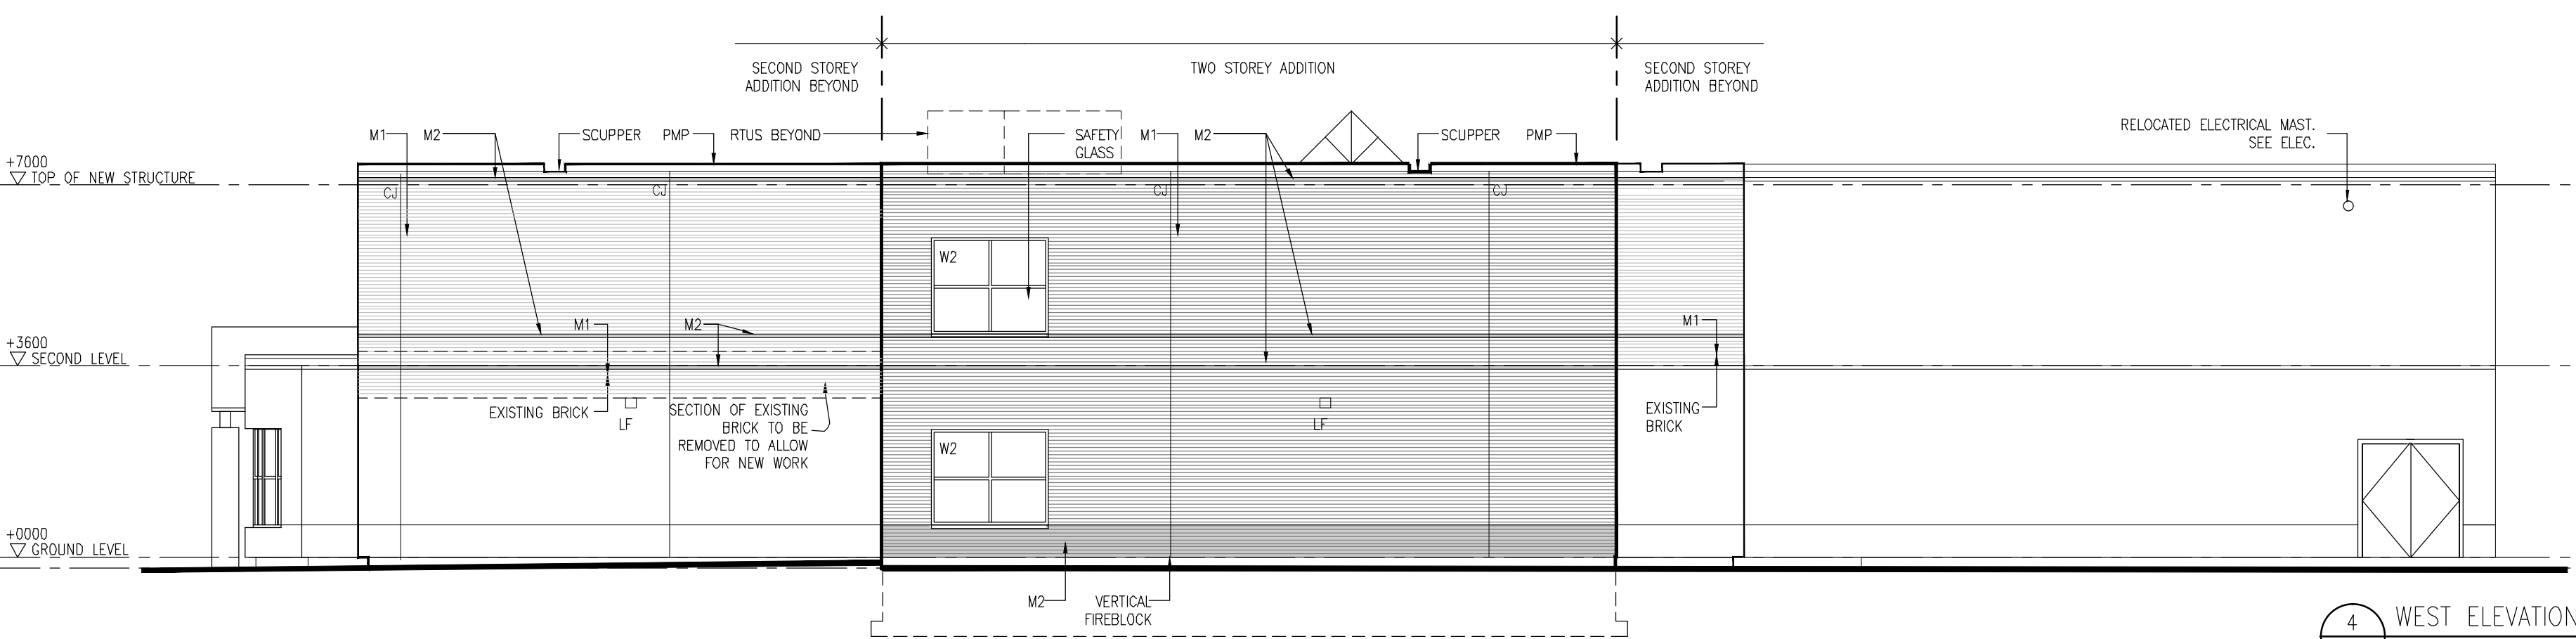 SECOND STOREY
ADDITION BEYOND
TWO STOREY ADDITION
SECOND STOREY
ADDITION BEYOND
M1
M2
SCUPPER
PMP
RTUS BEYOND
SAFETY
GLASS
M1
M2
SCUPPER
PMP
RELOCATED ELECTRICAL MAST.
SEE ELEC.
+7000
TOP OF NEW STRUCTURE
CJ
CJ
CJ
CJ
W2
M1
M2
M1
+3600
SECOND LEVEL
EXISTING BRICK
LF
SECTION OF EXISTING
BRICK TO BE
REMOVED TO ALLOW
FOR NEW WORK
LF
EXISTING
BRICK
W2
+0000
GROUND LEVEL
M2
VERTICAL
FIREBLOCK
4
WEST ELEVATION